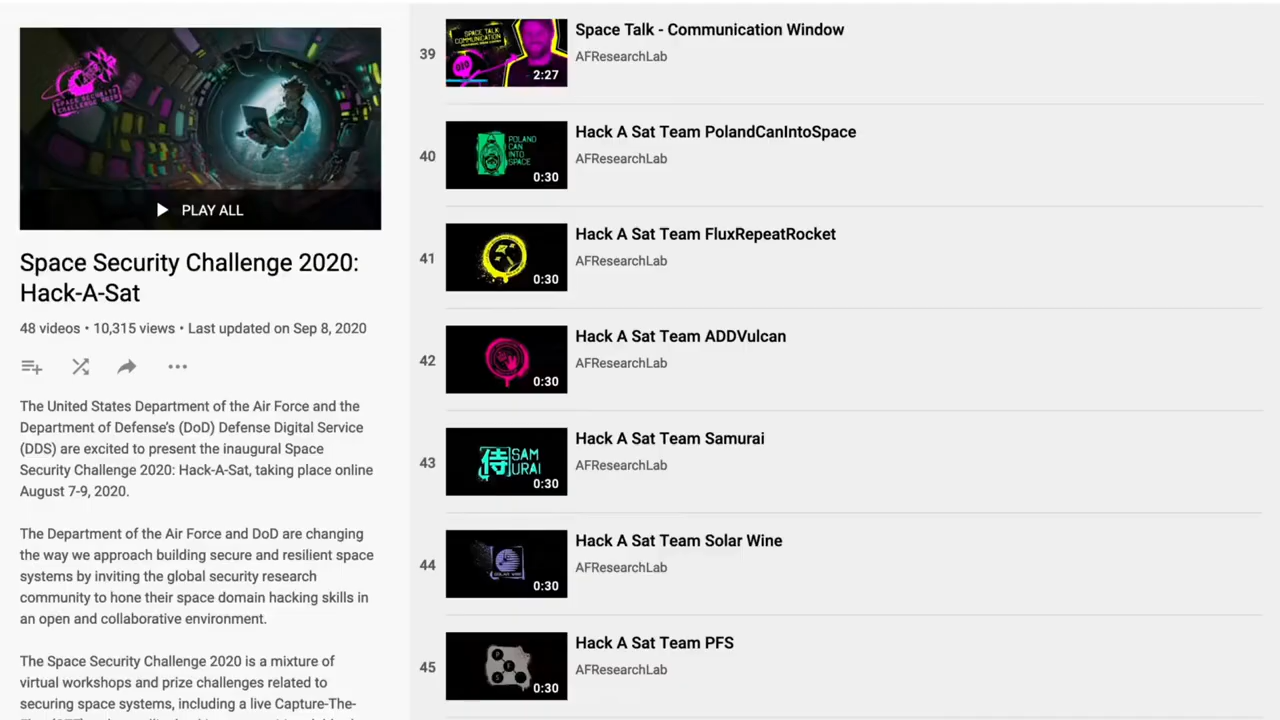 SPACE SECURITY
CHALLENGE 2020
PLAY ALL
Space Security Challenge 2020:
Hack-A-Sat
48 videos • 10,315 views • Last updated on Sep 8, 2020
The United States Department of the Air Force and the
Department of Defense's (DoD) Defense Digital Service
(DDS) are excited to present the inaugural Space
Security Challenge 2020: Hack-A-Sat, taking place online
August 7-9, 2020.
The Department of the Air Force and DoD are changing
the way we approach building secure and resilient space
systems by inviting the global security research
community to hone their space domain hacking skills in
an open and collaborative environment.
The Space Security Challenge 2020 is a mixture of
virtual workshops and prize challenges related to
securing space systems, including a live Capture-The-
39
SPACE TALK
COMMUNICATION
2:27
Space Talk - Communication Window
AFResearchLab
40
POLAND
CAN
INTO
SPACE
0:30
Hack A Sat Team PolandCanIntoSpace
AFResearchLab
41
0:30
Hack A Sat Team FluxRepeatRocket
AFResearchLab
42
0:30
Hack A Sat Team ADDVulcan
AFResearchLab
43
侍 SAM
URAI
0:30
Hack A Sat Team Samurai
AFResearchLab
44
SOLAR WINE
0:30
Hack A Sat Team Solar Wine
AFResearchLab
45
P
F
S
0:30
Hack A Sat Team PFS
AFResearchLab